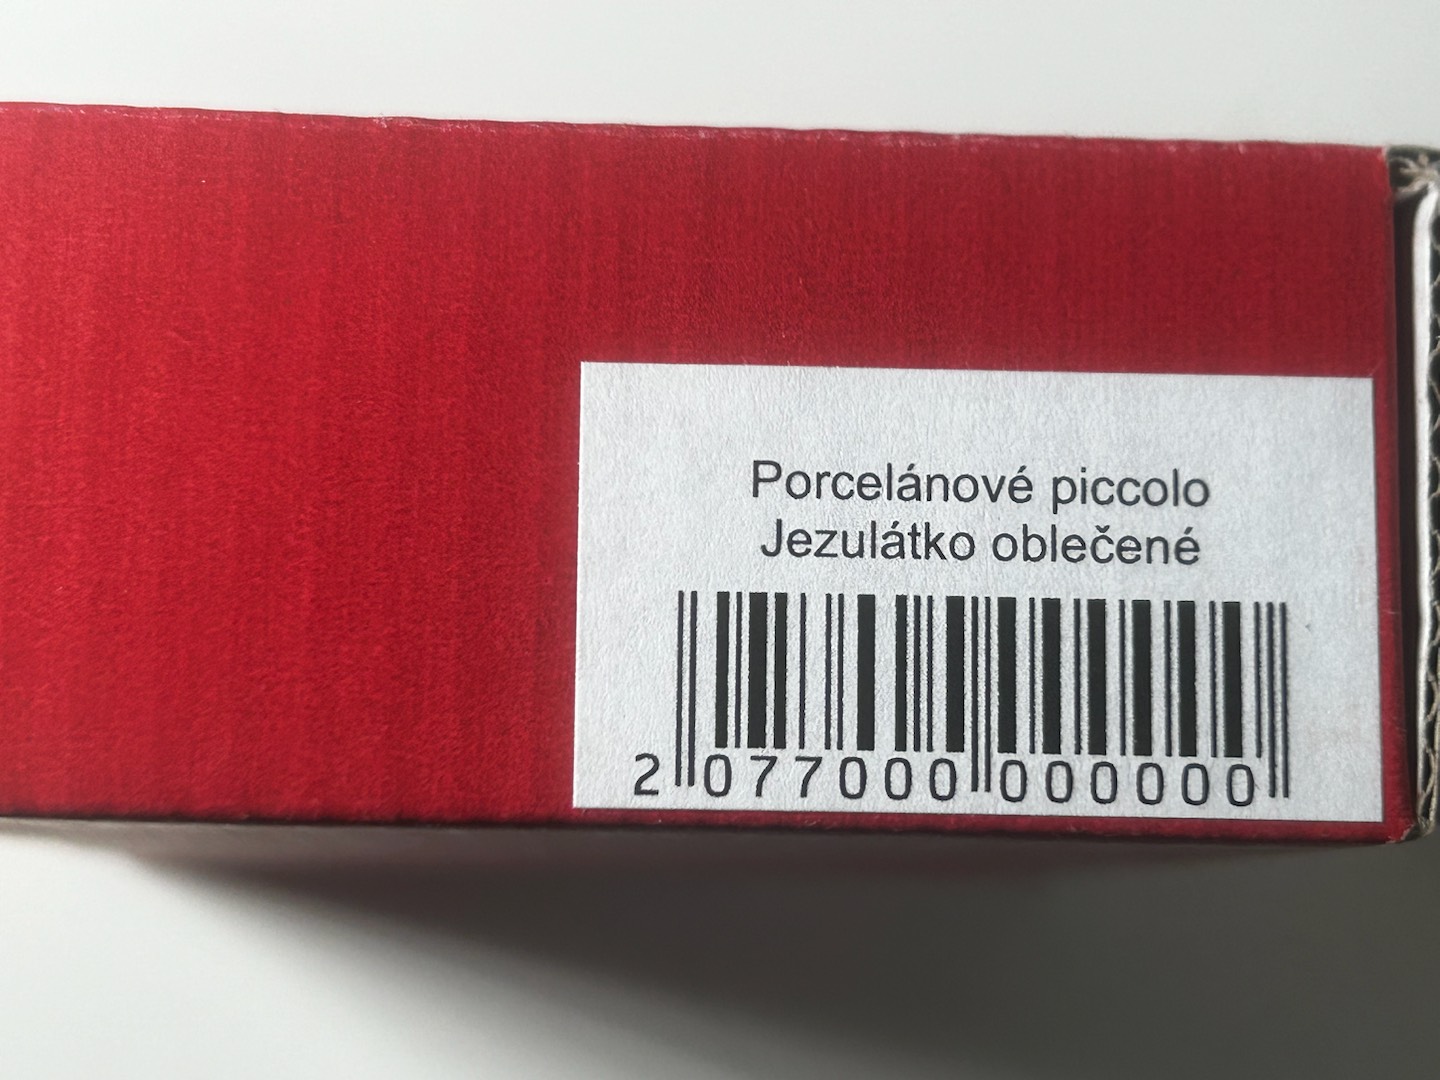 Porcelánové piccolo
Jezulátko oblečené
2 077000 000000